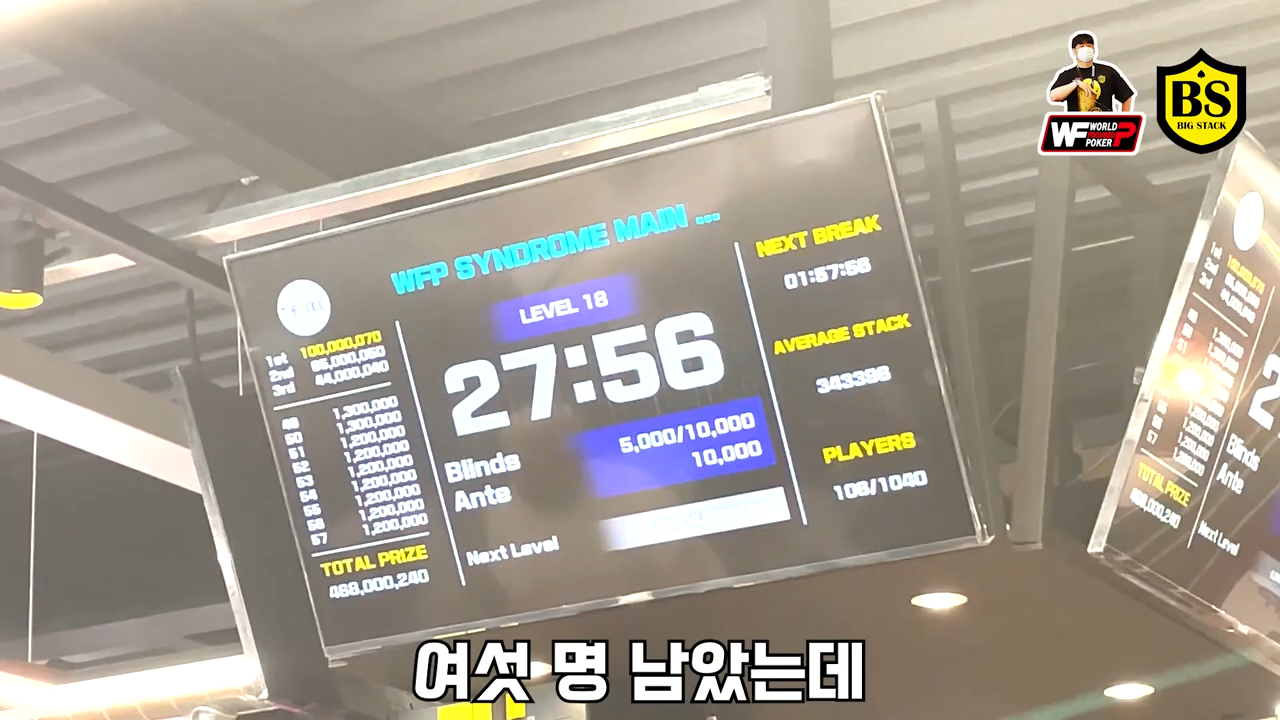 WF WORLD
POKER P
BS
BIG STACK
WFP SYNDROME MAIN ...
LEVEL 18
27:56
Blinds 5,000/10,000
Ante 10,000
Next Level
1st 100,000,070
2nd
3rd 44,000,040
1,300,000
50 1,300,000
51 1,200,000
52 1,200,000
53 1,200,000
54 1,200,000
55 1,200,000
56 1,200,000
57 1,200,000
TOTAL PRIZE
468,000,240
NEXT BREAK
01:57:56
AVERAGE STACK
343396
PLAYERS
106/1040
TOTAL PRIZE
468,000,240
Blinds
Ante
Next Level
여섯 명 남았는데